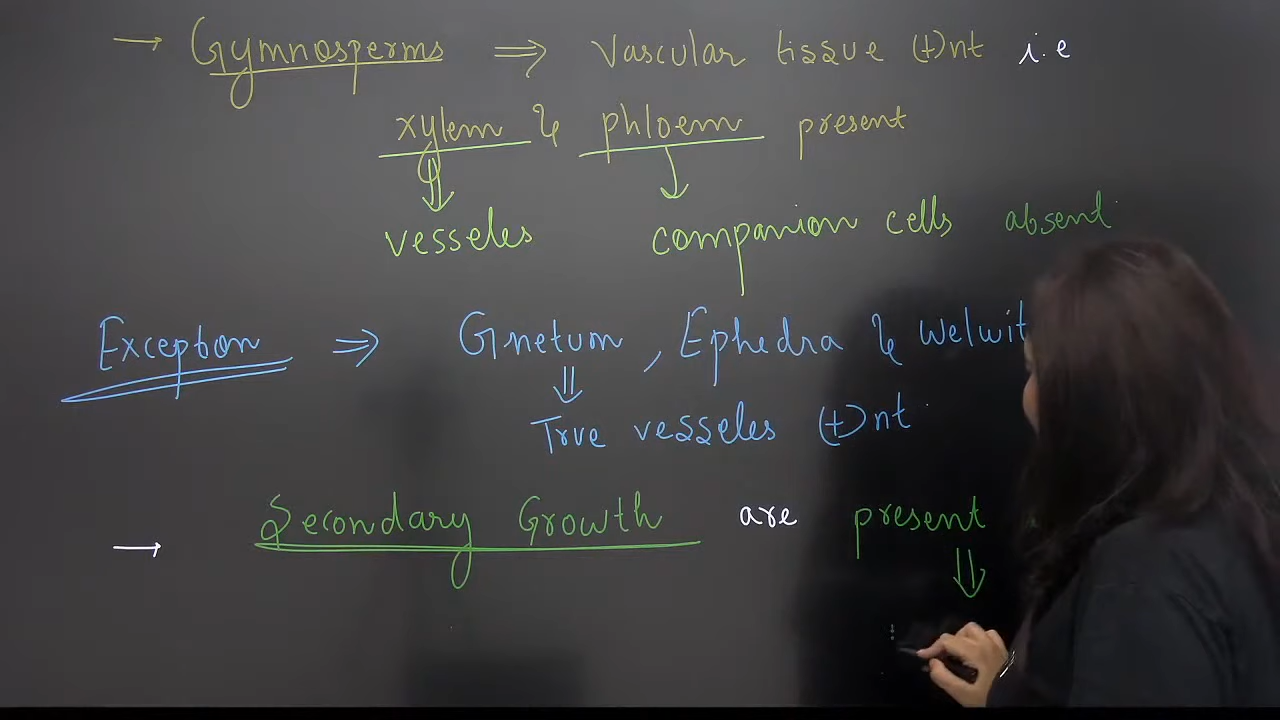 → Gymnosperms ⇒ Vascular tissue (+)nt i.e
xylem & phloem present
vesseles companion cells absent
Exception ⇒ Gnetum, Ephedra & welwit
True vesseles (+)nt
→ Secondary Growth are present